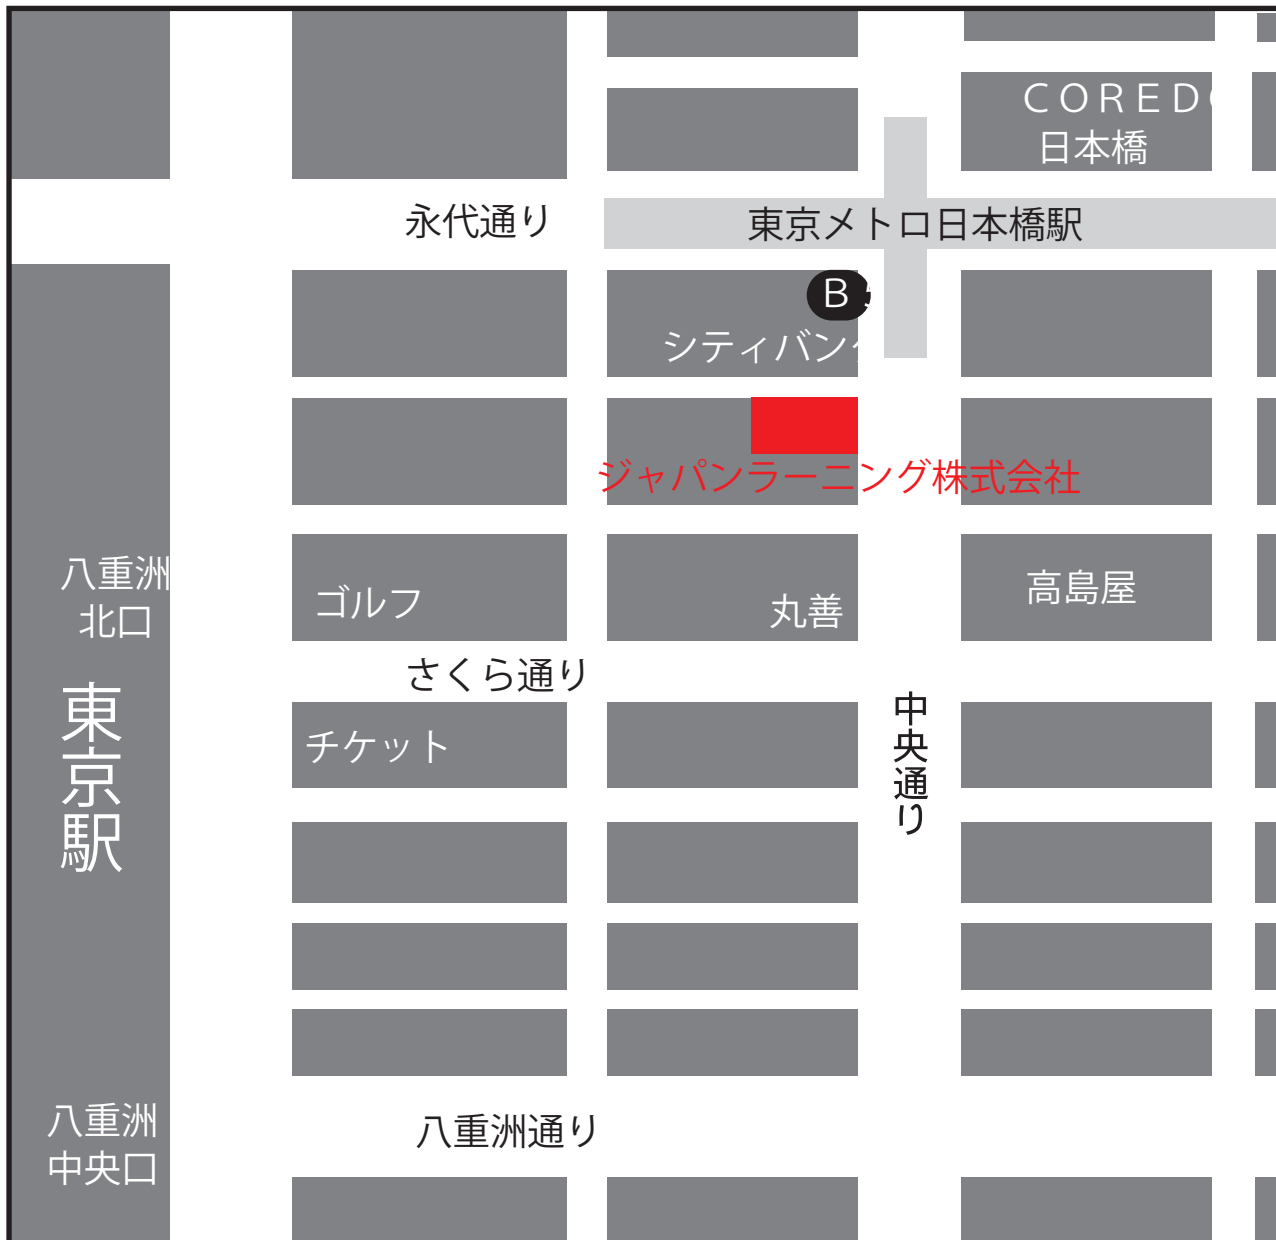 COREDO
日本橋
永代通り
東京メトロ日本橋駅
B5
シティバンク
ジャパンラーニング株式会社
八重洲
北口
ゴルフ
丸善
高島屋
さくら通り
東京駅
チケット
中央通り
八重洲
中央口
八重洲通り